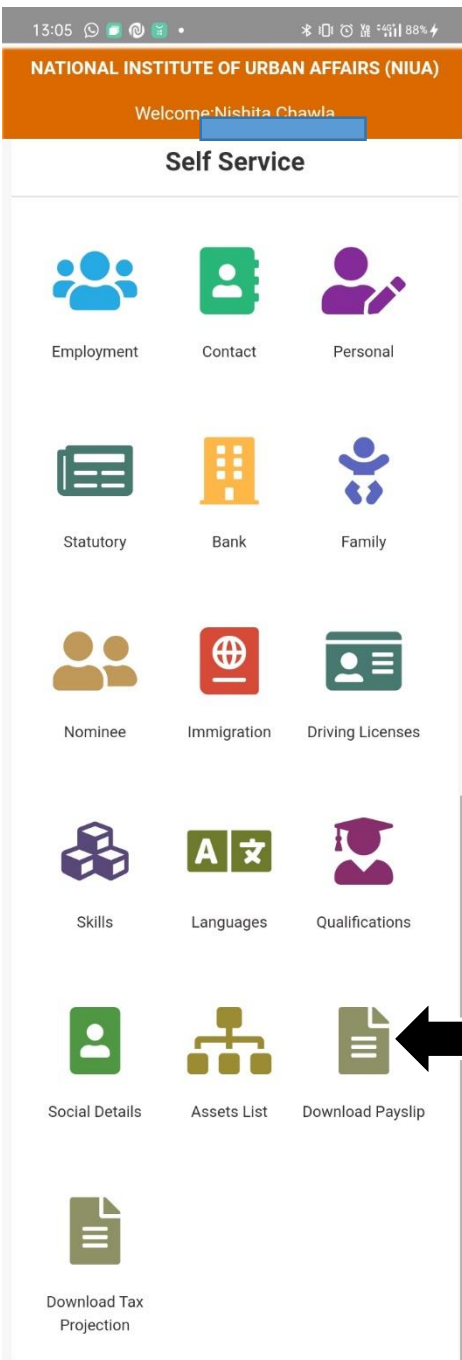 13:05 88%
NATIONAL INSTITUTE OF URBAN AFFAIRS (NIUA)
Welcome:Nishita Chawla
Self Service
Employment Contact Personal
Statutory Bank Family
Nominee Immigration Driving Licenses
A
Skills Languages Qualifications
Social Details Assets List Download Payslip
Download Tax
Projection